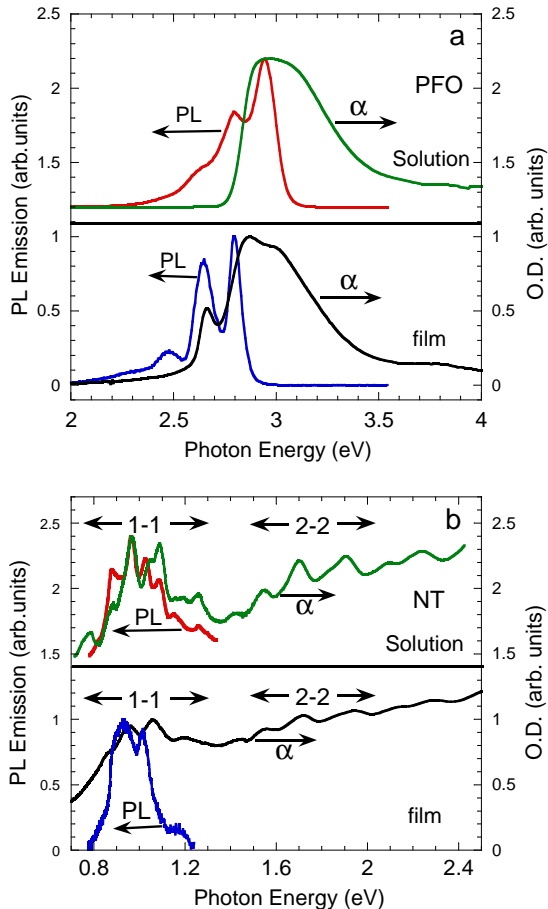 a
PFO
PL
α
Solution
2.5
2
1.5
2.5
2
1.5
PL
α
film
1
0.5
0
1
0.5
0
PL Emission (arb.units)
O.D. (arb. units)
2 2.5 3 3.5 4
Photon Energy (eV)
b
1-1 2-2
NT
α
PL
Solution
2.5
2
1.5
2.5
2
1.5
1-1 2-2
α
PL
film
1
0.5
0
1
0.5
0
PL Emission (arb.units)
O.D. (arb. units)
0.8 1.2 1.6 2 2.4
Photon Energy (eV)